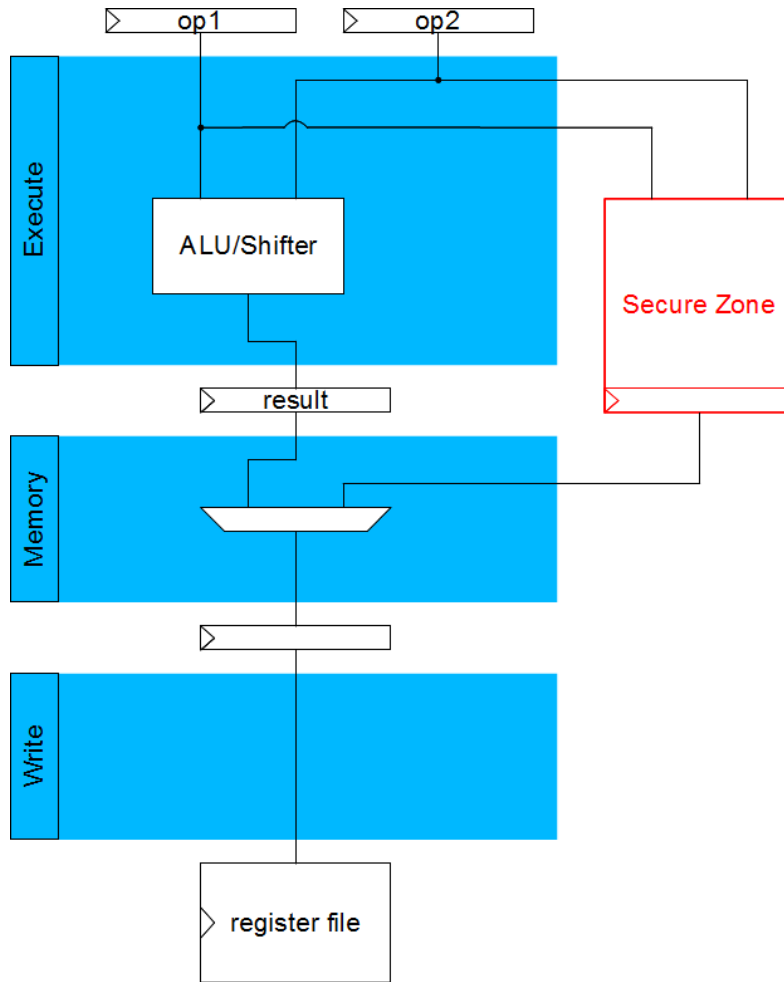 op1
op2
Execute
ALU/Shifter
Secure Zone
result
Memory
Write
register file